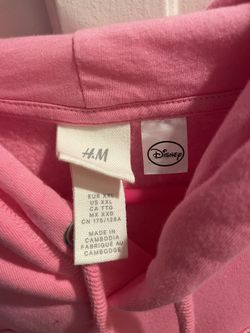 H&M
EUR XXL
US XXL
CA TTG
MX XXG
CN 175/128A
MADE IN
CAMBODIA
FABRIQUÉ AU
CAMBODGE
Disney